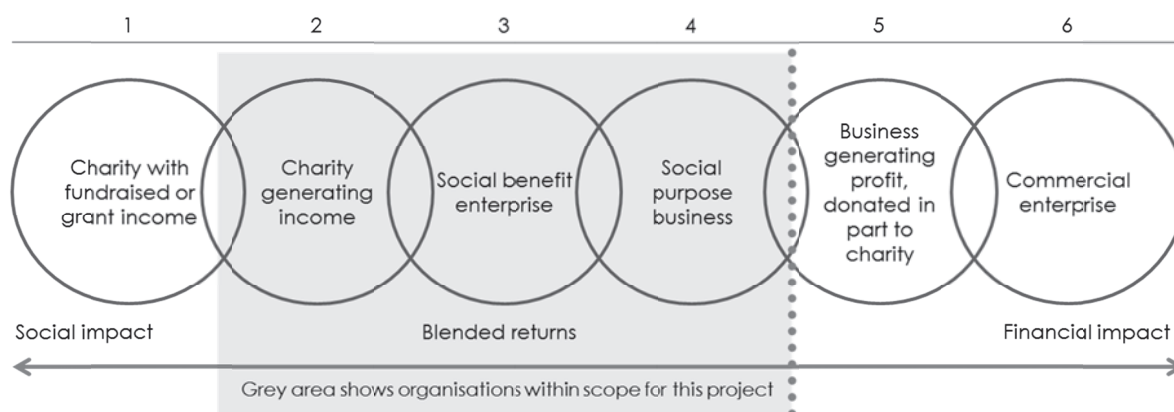 1 2 3 4 5 6
Charity with
fundraised or
grant income
Charity
generating
income
Social benefit
enterprise
Social
purpose
business
Business
generating
profit,
donated in
part to
charity
Commercial
enterprise
Social impact
Blended returns
Financial impact
Grey area shows organisations within scope for this project